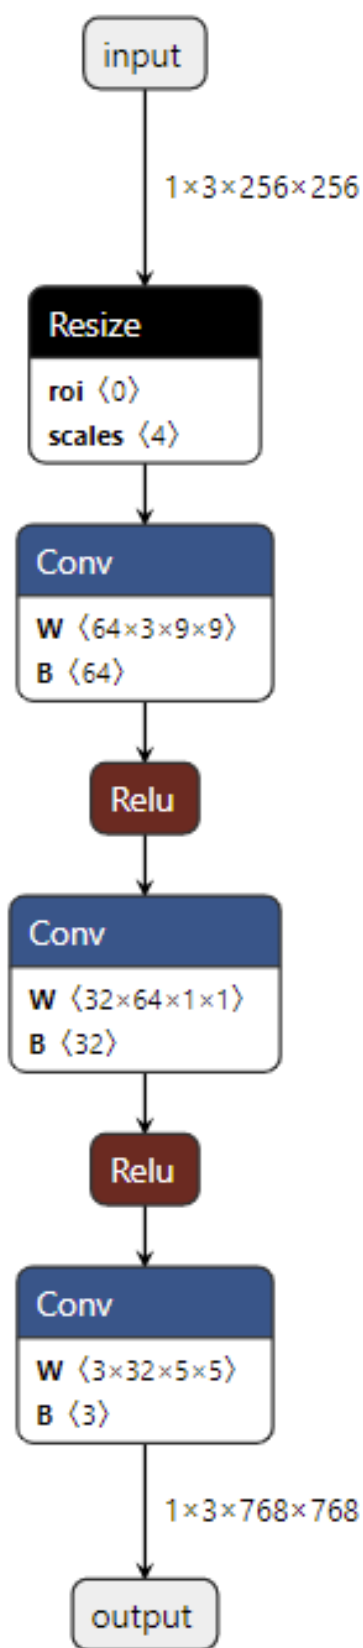 input
1×3×256×256
Resize
roi 〈0〉
scales 〈4〉
Conv
W 〈64×3×9×9〉
B 〈64〉
Relu
Conv
W 〈32×64×1×1〉
B 〈32〉
Relu
Conv
W 〈3×32×5×5〉
B 〈3〉
1×3×768×768
output